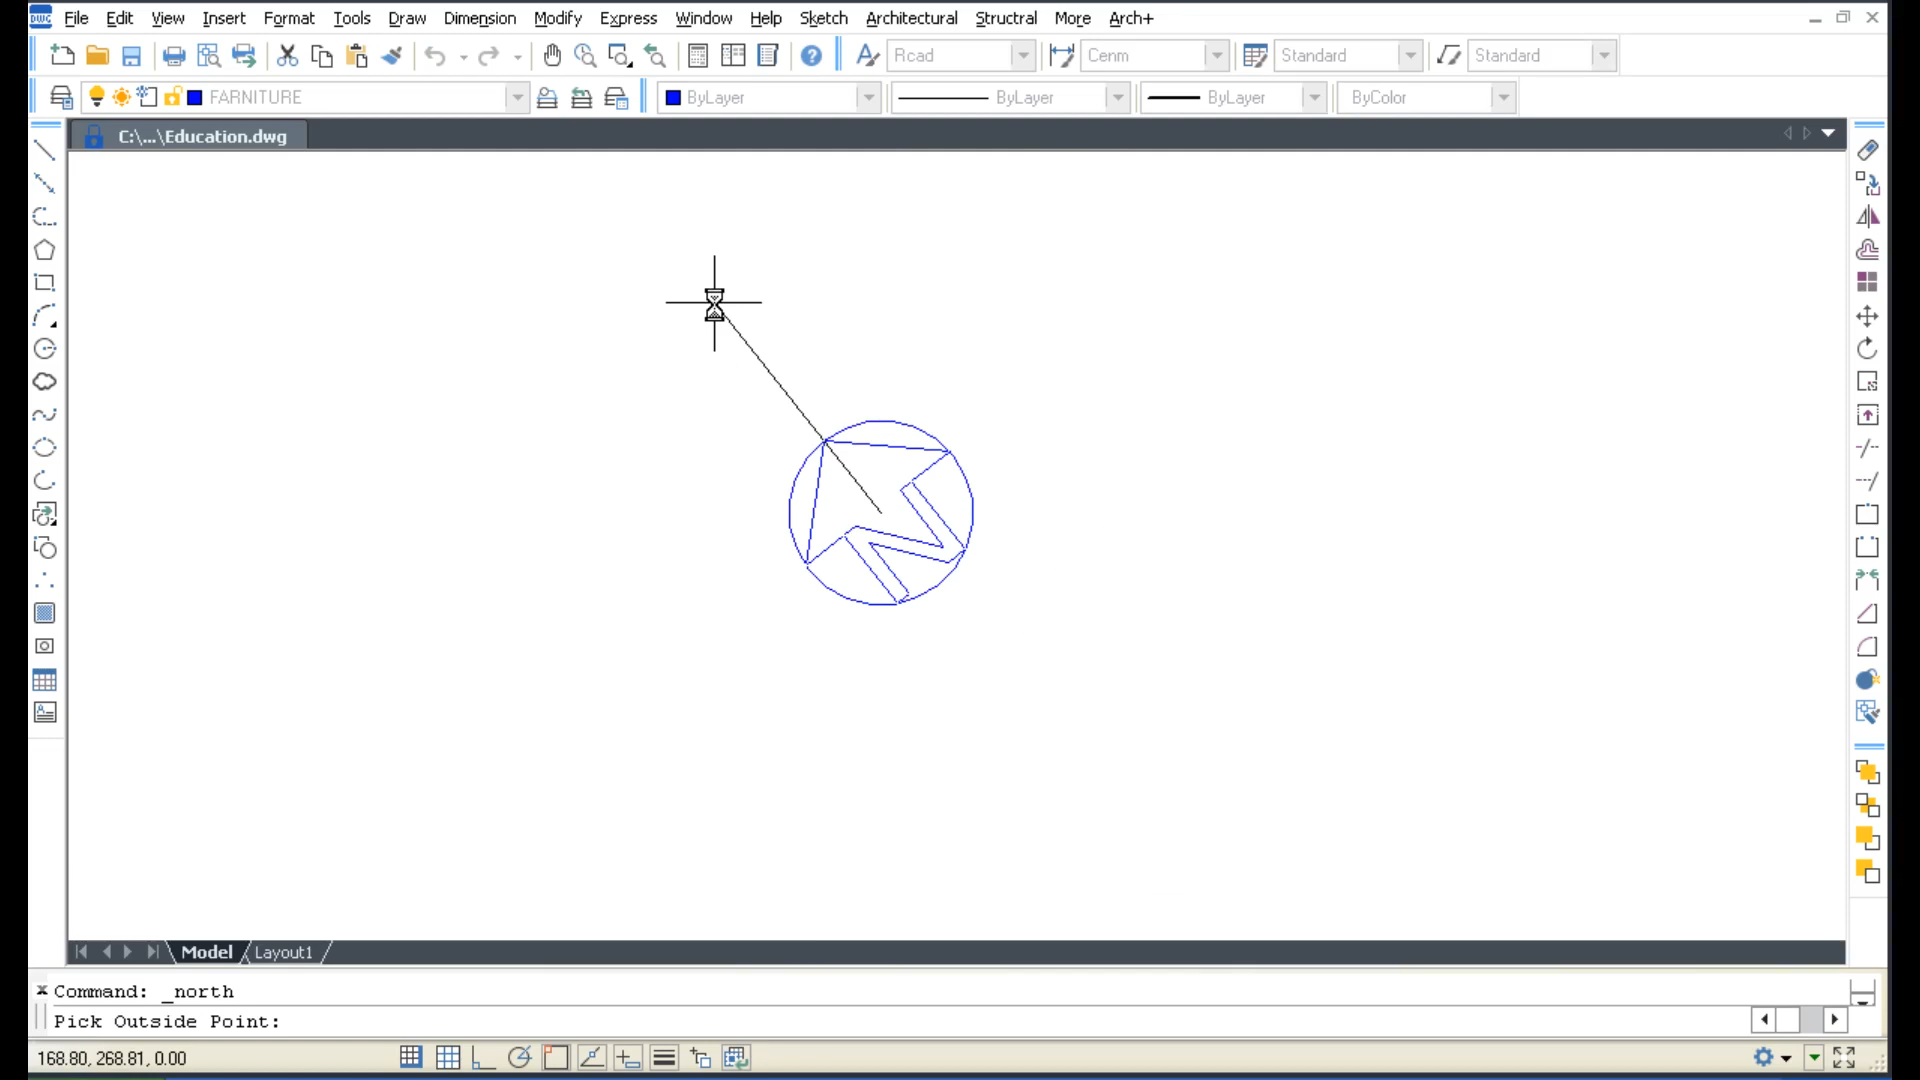 DWG File Edit View Insert Format Tools Draw Dimension Modify Express Window Help Sketch Architectural Structral More Arch+
Rcad Cenm Standard Standard
FARNITURE ByLayer ByLayer ByLayer ByColor
C:\...\Education.dwg
N
Model Layout1
Command: _north
Pick Outside Point:
168.80, 268.81, 0.00